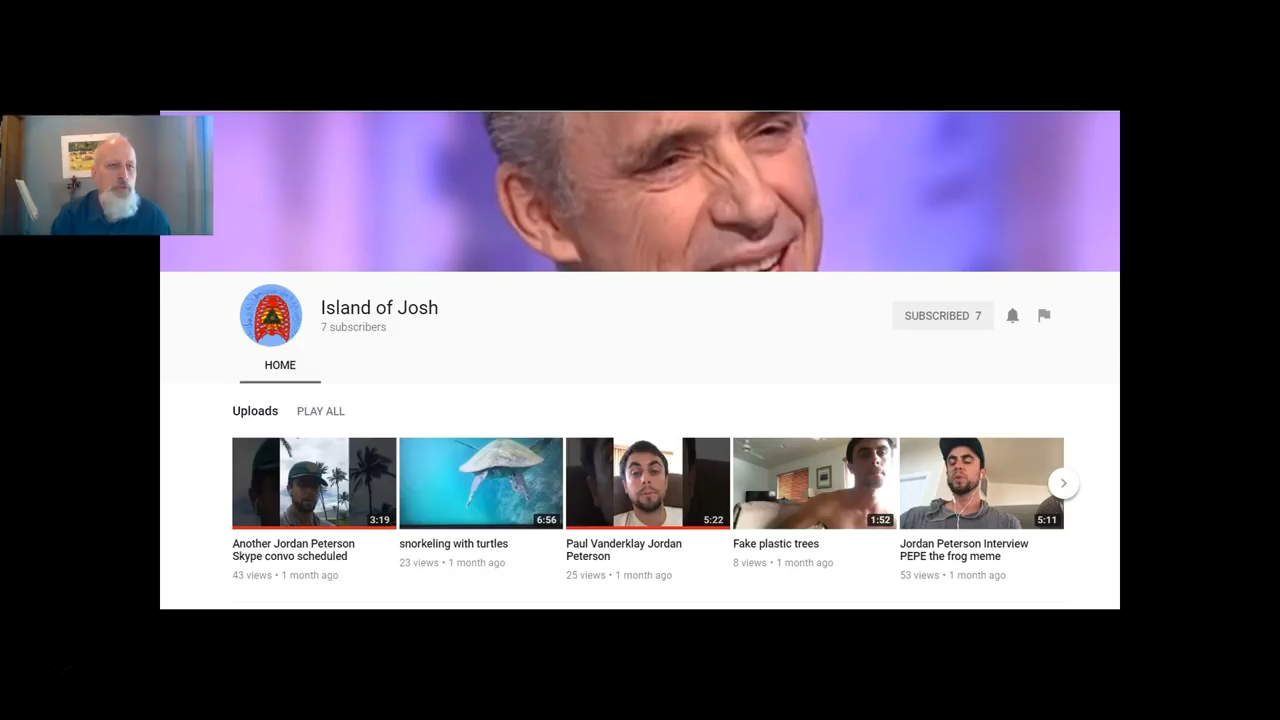 Island of Josh
7 subscribers
SUBSCRIBED 7
HOME
Uploads PLAY ALL
3:19
6:56
5:22
1:52
5:11
Another Jordan Peterson
Skype convo scheduled
43 views • 1 month ago
snorkeling with turtles
23 views • 1 month ago
Paul Vanderklay Jordan
Peterson
25 views • 1 month ago
Fake plastic trees
8 views • 1 month ago
Jordan Peterson Interview
PEPE the frog meme
53 views • 1 month ago